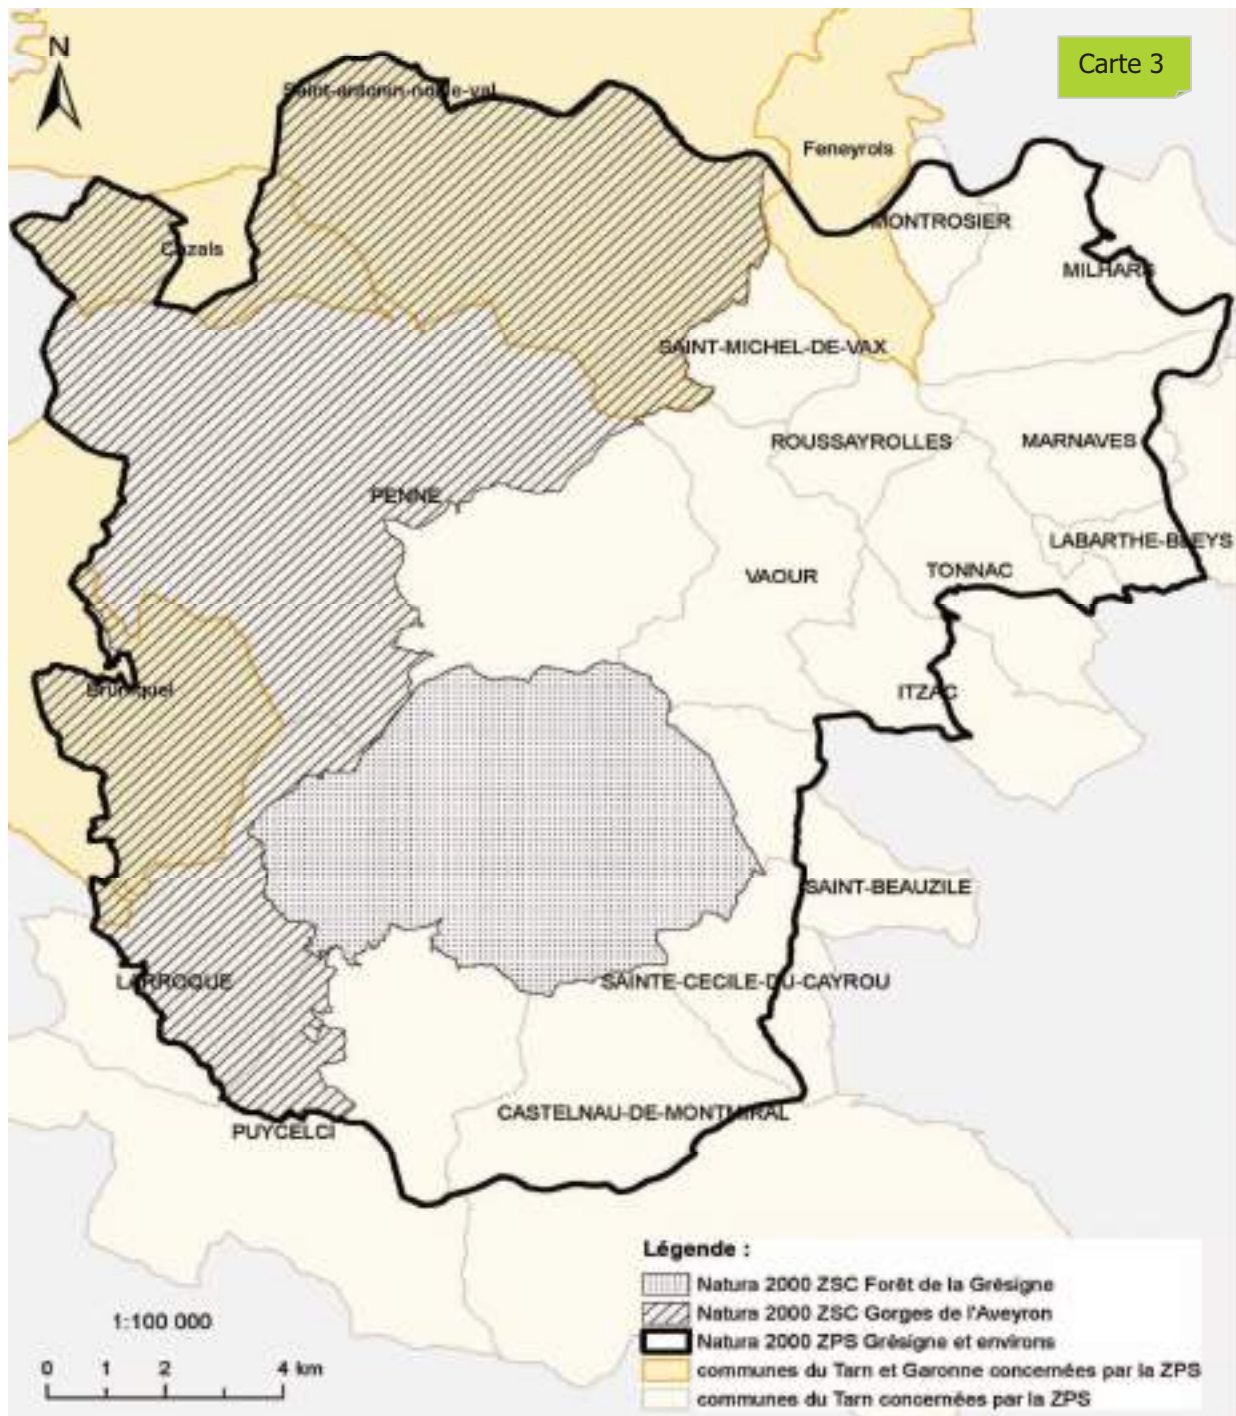 N
Carte 3
Saint-antonin-noble-val
Feneyrols
MONTROSIER
Cazals
MILHARS
SAINT-MICHEL-DE-VAX
ROUSSAYROLLES
MARNAVES
PENNE
LABARTHE-BLEYS
VAOUR
TONNAC
Bruniquel
ITZAC
SAINT-BEAUZILE
LARROQUE
SAINTE-CECILE-DU-CAYROU
CASTELNAU-DE-MONTMIRAL
PUYCELCI
Légende :
Natura 2000 ZSC Forêt de la Grésigne
Natura 2000 ZSC Gorges de l'Aveyron
Natura 2000 ZPS Grésigne et environs
communes du Tarn et Garonne concernées par la ZPS
communes du Tarn concernées par la ZPS
1:100 000
0 1 2 4 km